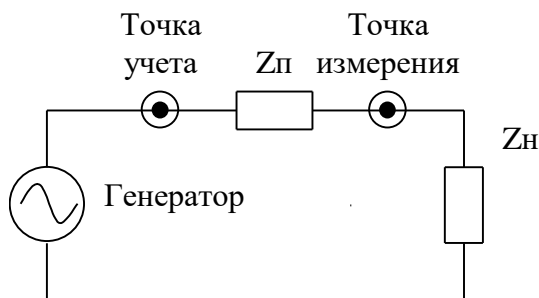 Точка
учета
Zп
Точка
измерения
Zн
Генератор